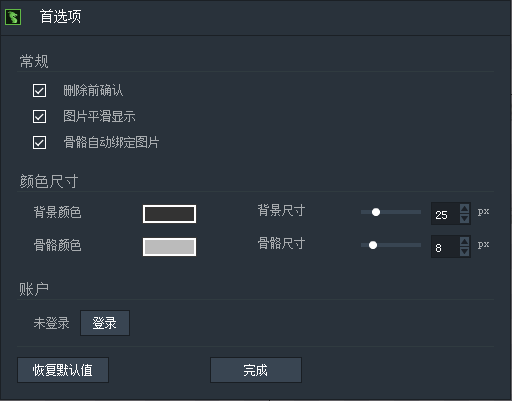 首选项
常规
删除前确认
图片平滑显示
骨骼自动绑定图片
颜色尺寸
背景颜色 背景尺寸 25 px
骨骼颜色 骨骼尺寸 8 px
账户
未登录 登录
恢复默认值 完成